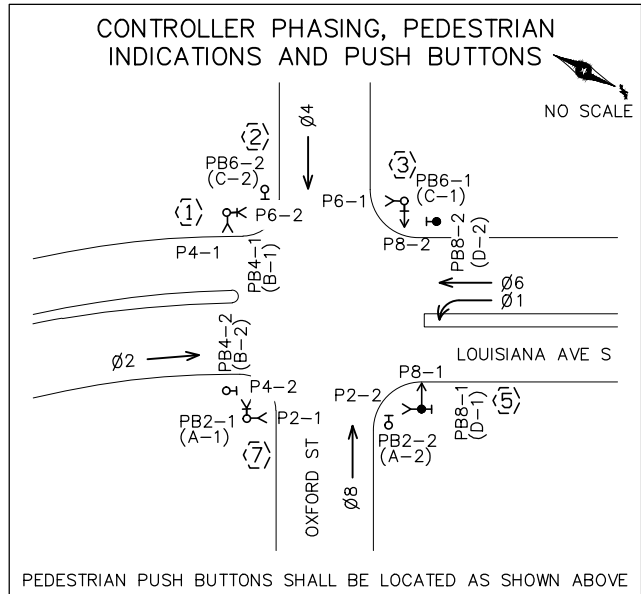 CONTROLLER PHASING, PEDESTRIAN
INDICATIONS AND PUSH BUTTONS
NO SCALE
Ø4
2
PB6-2
(C-2)
1
P6-2
P4-1
PB4-1
(B-1)
3
PB6-1
(C-1)
P6-1
P8-2
PB8-2
(D-2)
Ø6
Ø1
LOUISIANA AVE S
Ø2
PB4-2
(B-2)
P4-2
PB2-1
(A-1)
P2-1
7
P8-1
P2-2
PB2-2
(A-2)
PB8-1
(D-1)
5
OXFORD ST
Ø8
PEDESTRIAN PUSH BUTTONS SHALL BE LOCATED AS SHOWN ABOVE